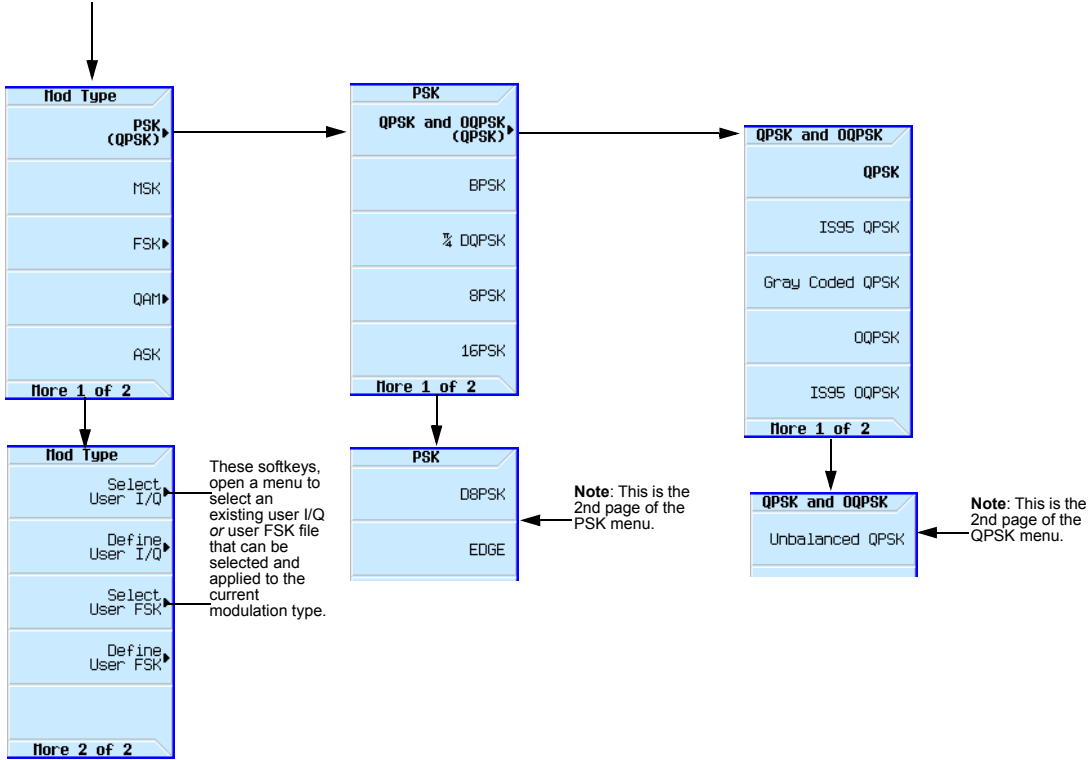 Mod Type
PSK
(QPSK)
MSK
FSK
QAM
ASK
More 1 of 2
PSK
QPSK and OQPSK
(QPSK)
BPSK
π/4 DQPSK
8PSK
16PSK
More 1 of 2
QPSK and OQPSK
QPSK
IS95 QPSK
Gray Coded QPSK
OQPSK
IS95 OQPSK
More 1 of 2
Mod Type
Select
User I/Q
Define
User I/Q
Select
User FSK
Define
User FSK
More 2 of 2
These softkeys,
open a menu to
select an
existing user I/Q
or user FSK file
that can be
selected and
applied to the
current
modulation type.
PSK
D8PSK
EDGE
Note: This is the
2nd page of the
PSK menu.
QPSK and OQPSK
Unbalanced QPSK
Note: This is the
2nd page of the
QPSK menu.